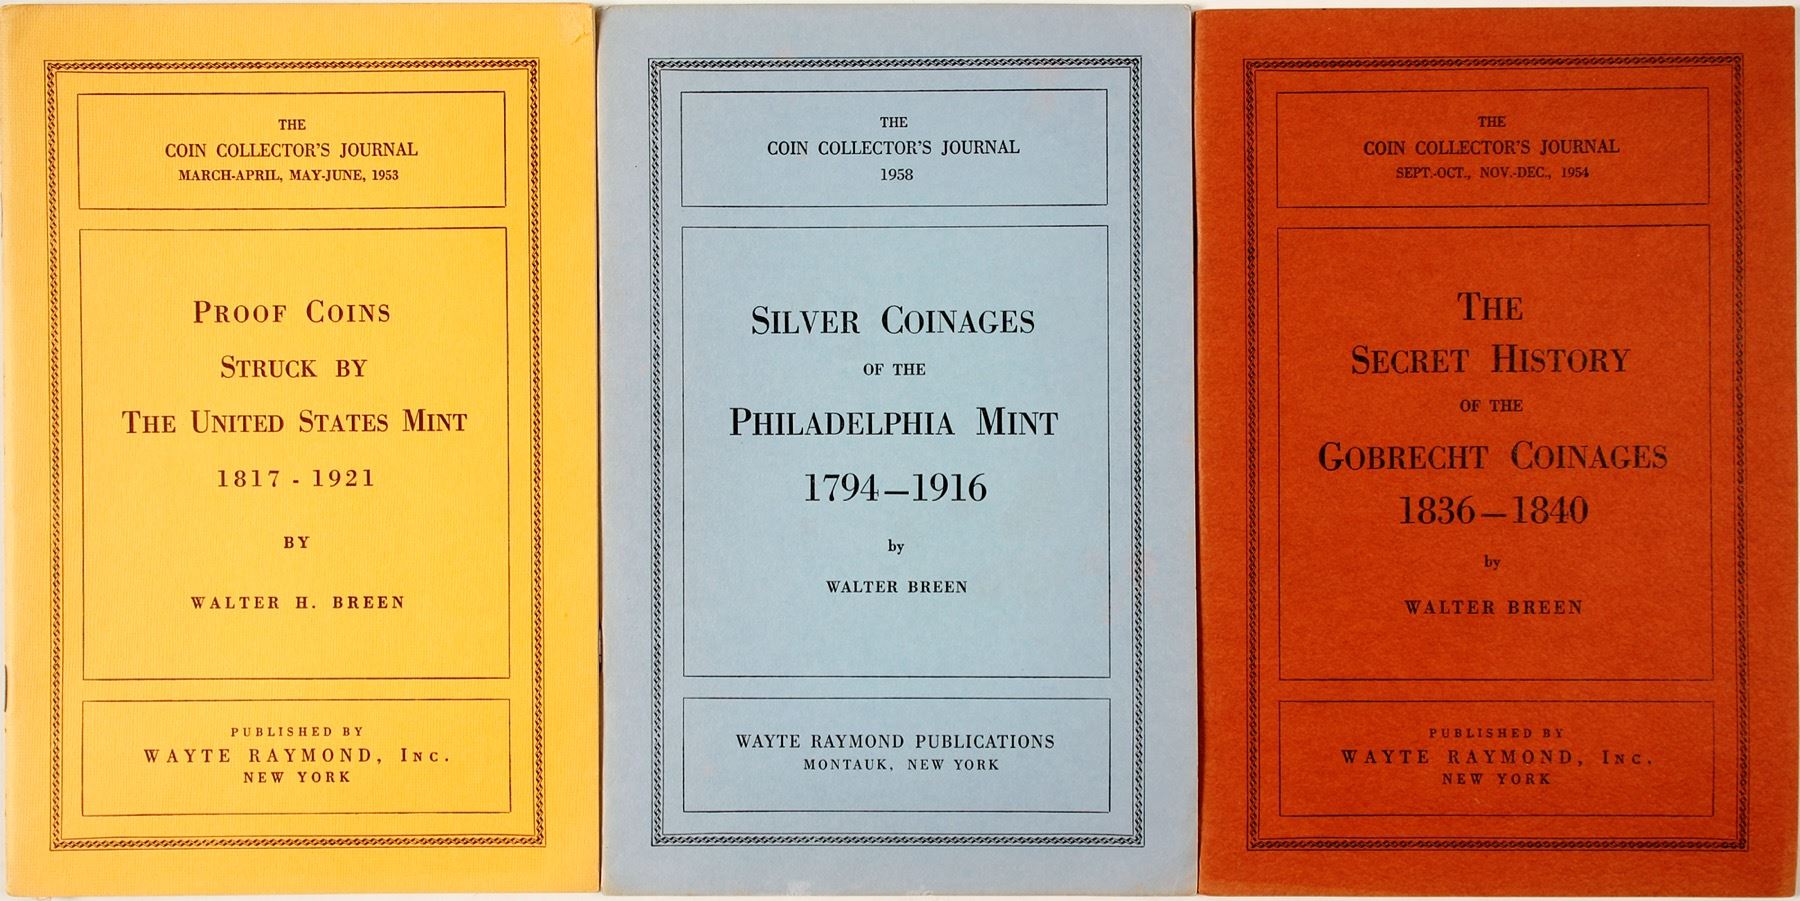 THE
COIN COLLECTOR'S JOURNAL
MARCH-APRIL, MAY-JUNE, 1953
PROOF COINS
STRUCK BY
THE UNITED STATES MINT
1817 - 1921
BY
WALTER H. BREEN
PUBLISHED BY
WAYTE RAYMOND, INC.
NEW YORK
THE
COIN COLLECTOR'S JOURNAL
1958
SILVER COINAGES
OF THE
PHILADELPHIA MINT
1794—1916
by
WALTER BREEN
WAYTE RAYMOND PUBLICATIONS
MONTAUK, NEW YORK
THE
COIN COLLECTOR'S JOURNAL
SEPT.-OCT., NOV.-DEC., 1954
THE
SECRET HISTORY
OF THE
GOBRECHT COINAGES
1836—1840
by
WALTER BREEN
PUBLISHED BY
WAYTE RAYMOND, INC.
NEW YORK